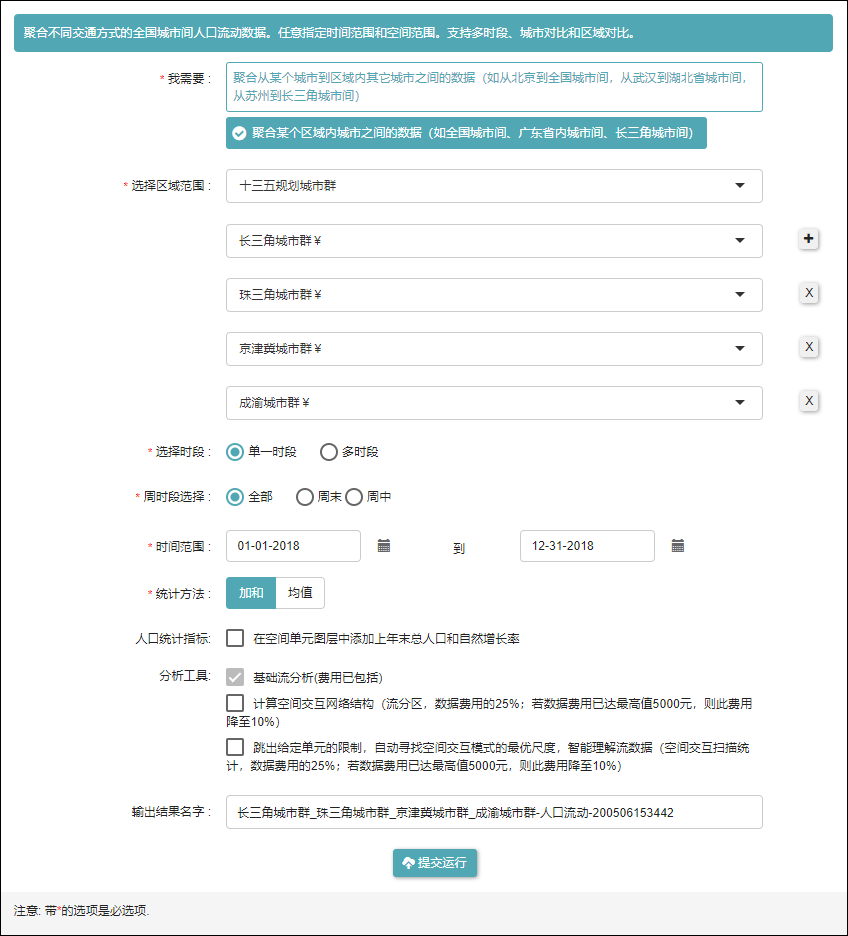 聚合不同交通方式的全国城市间人口流动数据。任意指定时间范围和空间范围。支持多时段、城市对比和区域对比。
* 我需要 :
聚合从某个城市到区域内其它城市之间的数据（如从北京到全国城市间，从武汉到湖北省城市间，
从苏州到长三角城市间）
聚合某个区域内城市之间的数据（如全国城市间、广东省内城市间、长三角城市间）
* 选择区域范围 : 十三五规划城市群
长三角城市群 ¥ +
珠三角城市群 ¥ X
京津冀城市群 ¥ X
成渝城市群 ¥ X
* 选择时段 : 单一时段 多时段
* 周时段选择 : 全部 周末 周中
* 时间范围 : 01-01-2018 到 12-31-2018
* 统计方法 : 加和 均值
人口统计指标: 在空间单元图层中添加上年末总人口和自然增长率
分析工具: 基础流分析(费用已包括)
计算空间交互网络结构（流分区，数据费用的25%；若数据费用已达最高值5000元，则此费用
降至10%）
跳出给定单元的限制，自动寻找空间交互模式的最优尺度，智能理解流数据（空间交互扫描统
计，数据费用的25%；若数据费用已达最高值5000元，则此费用降至10%）
输出结果名字 : 长三角城市群_珠三角城市群_京津冀城市群_成渝城市群-人口流动-200506153442
提交运行
注意: 带*的选项是必选项.